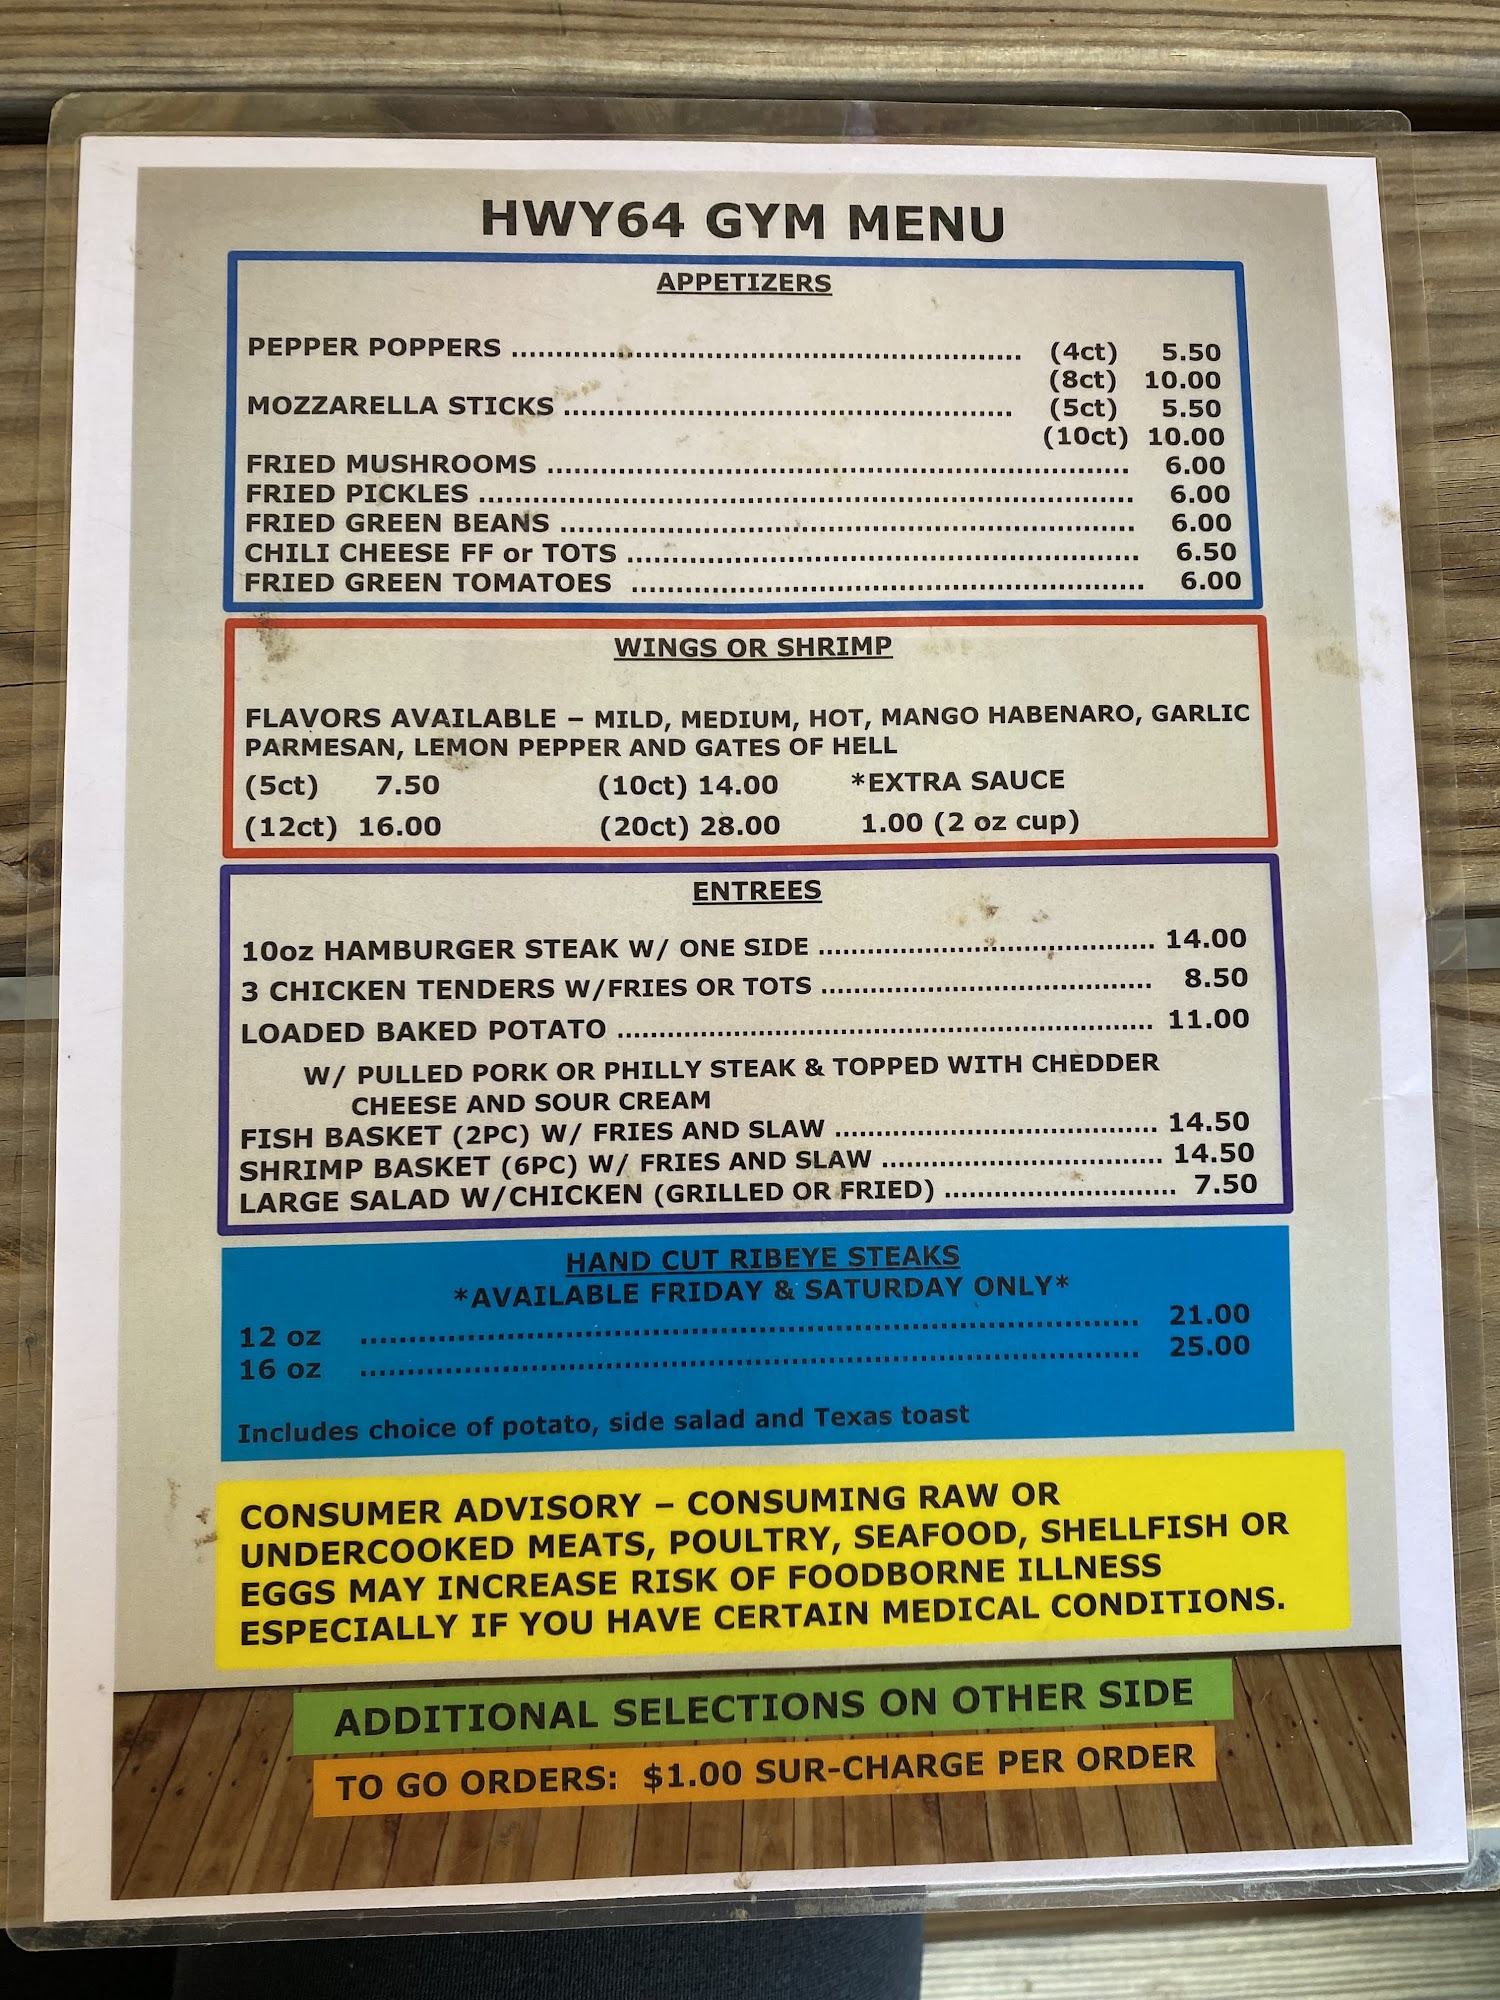 HWY64 GYM MENU
APPETIZERS
PEPPER POPPERS ........ (4ct) 5.50
(8ct) 10.00
MOZZARELLA STICKS ........ (5ct) 5.50
(10ct) 10.00
FRIED MUSHROOMS ........ 6.00
FRIED PICKLES ........ 6.00
FRIED GREEN BEANS ........ 6.00
CHILI CHEESE FF or TOTS ........ 6.50
FRIED GREEN TOMATOES ........ 6.00
WINGS OR SHRIMP
FLAVORS AVAILABLE – MILD, MEDIUM, HOT, MANGO HABENARO, GARLIC
PARMESAN, LEMON PEPPER AND GATES OF HELL
(5ct) 7.50 (10ct) 14.00 *EXTRA SAUCE
(12ct) 16.00 (20ct) 28.00 1.00 (2 oz cup)
ENTREES
10oz HAMBURGER STEAK W/ ONE SIDE ........ 14.00
3 CHICKEN TENDERS W/FRIES OR TOTS ........ 8.50
LOADED BAKED POTATO ........ 11.00
W/ PULLED PORK OR PHILLY STEAK & TOPPED WITH CHEDDER
CHEESE AND SOUR CREAM
FISH BASKET (2PC) W/ FRIES AND SLAW ........ 14.50
SHRIMP BASKET (6PC) W/ FRIES AND SLAW ........ 14.50
LARGE SALAD W/CHICKEN (GRILLED OR FRIED) ........ 7.50
HAND CUT RIBEYE STEAKS
*AVAILABLE FRIDAY & SATURDAY ONLY*
12 oz ........ 21.00
16 oz ........ 25.00
Includes choice of potato, side salad and Texas toast
CONSUMER ADVISORY – CONSUMING RAW OR
UNDERCOOKED MEATS, POULTRY, SEAFOOD, SHELLFISH OR
EGGS MAY INCREASE RISK OF FOODBORNE ILLNESS
ESPECIALLY IF YOU HAVE CERTAIN MEDICAL CONDITIONS.
ADDITIONAL SELECTIONS ON OTHER SIDE
TO GO ORDERS: $1.00 SUR-CHARGE PER ORDER